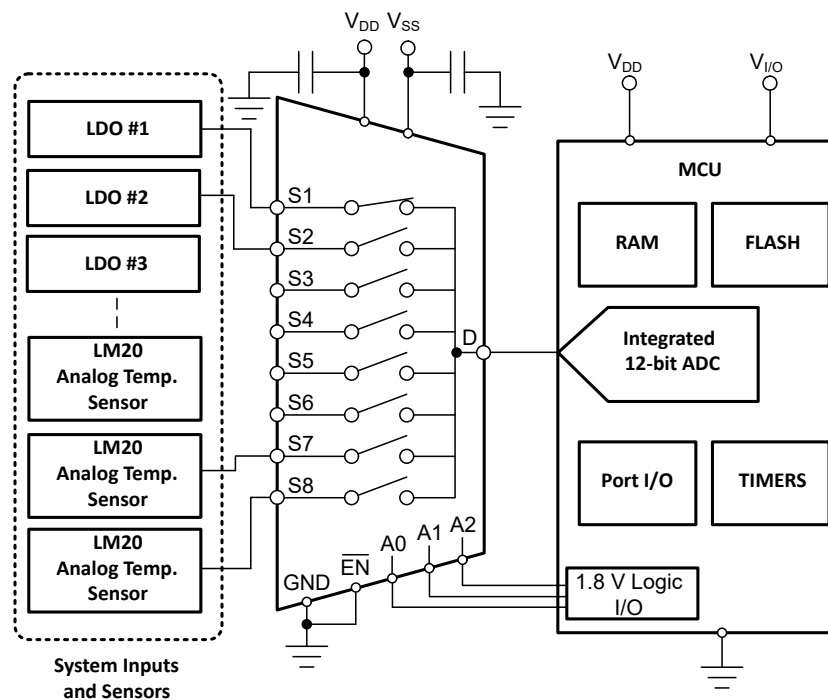 VDD
VSS
VDD
VI/O
LDO #1
LDO #2
LDO #3
LM20
Analog Temp.
Sensor
LM20
Analog Temp.
Sensor
LM20
Analog Temp.
Sensor
System Inputs
and Sensors
S1
S2
S3
S4
S5
S6
S7
S8
D
GND
EN
A0
A1
A2
MCU
RAM
FLASH
Integrated
12-bit ADC
Port I/O
TIMERS
1.8 V Logic
I/O